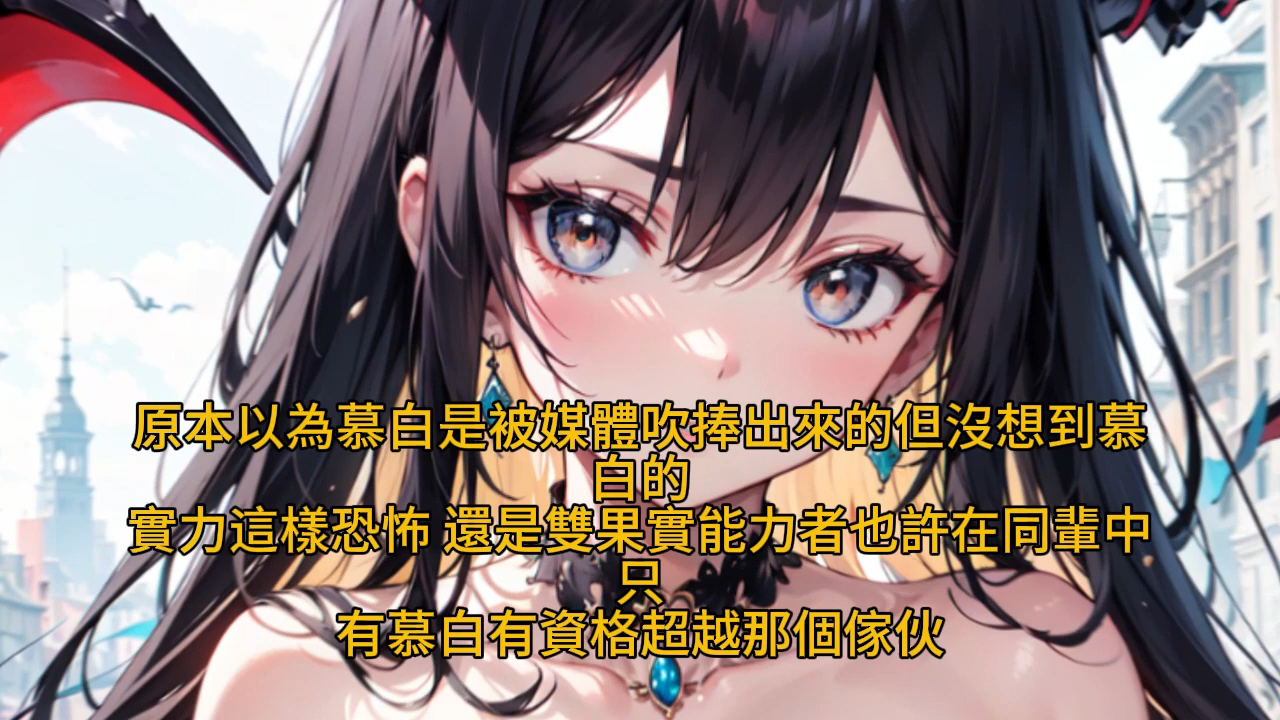 原本以為慕白是被媒體吹捧出來的但沒想到慕
白的
實力這樣恐怖 還是雙果實能力者也許在同輩中
只
有慕白有資格超越那個傢伙